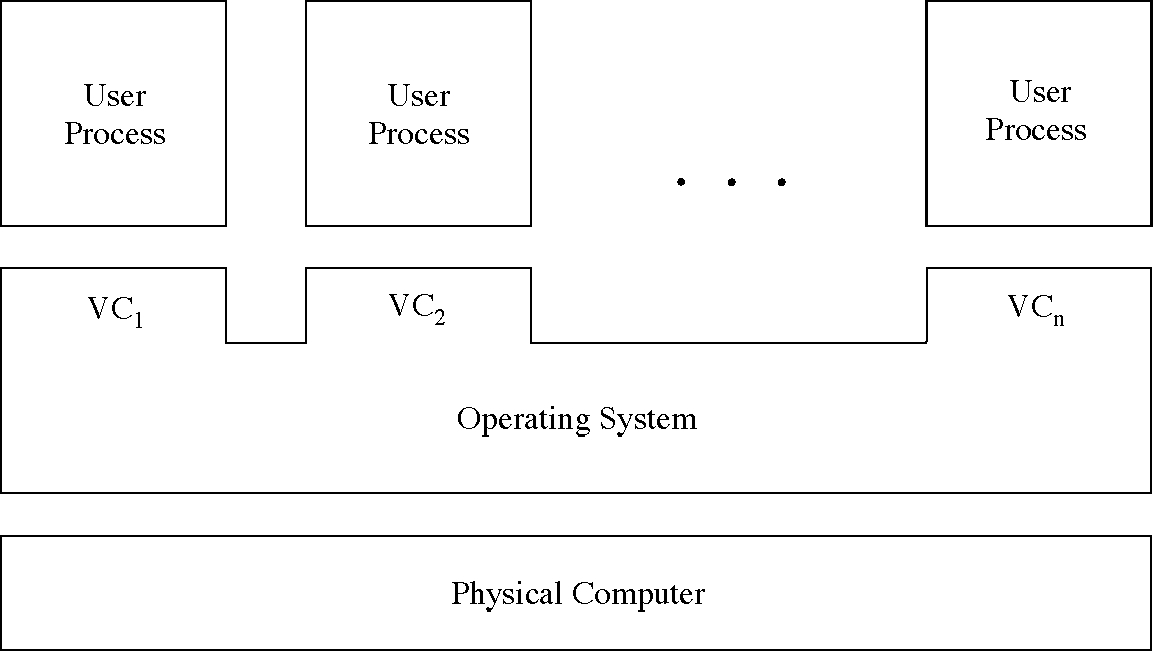 User
Process
User
Process
User
Process
. . .
VC1
VC2
VCn
Operating System
Physical Computer